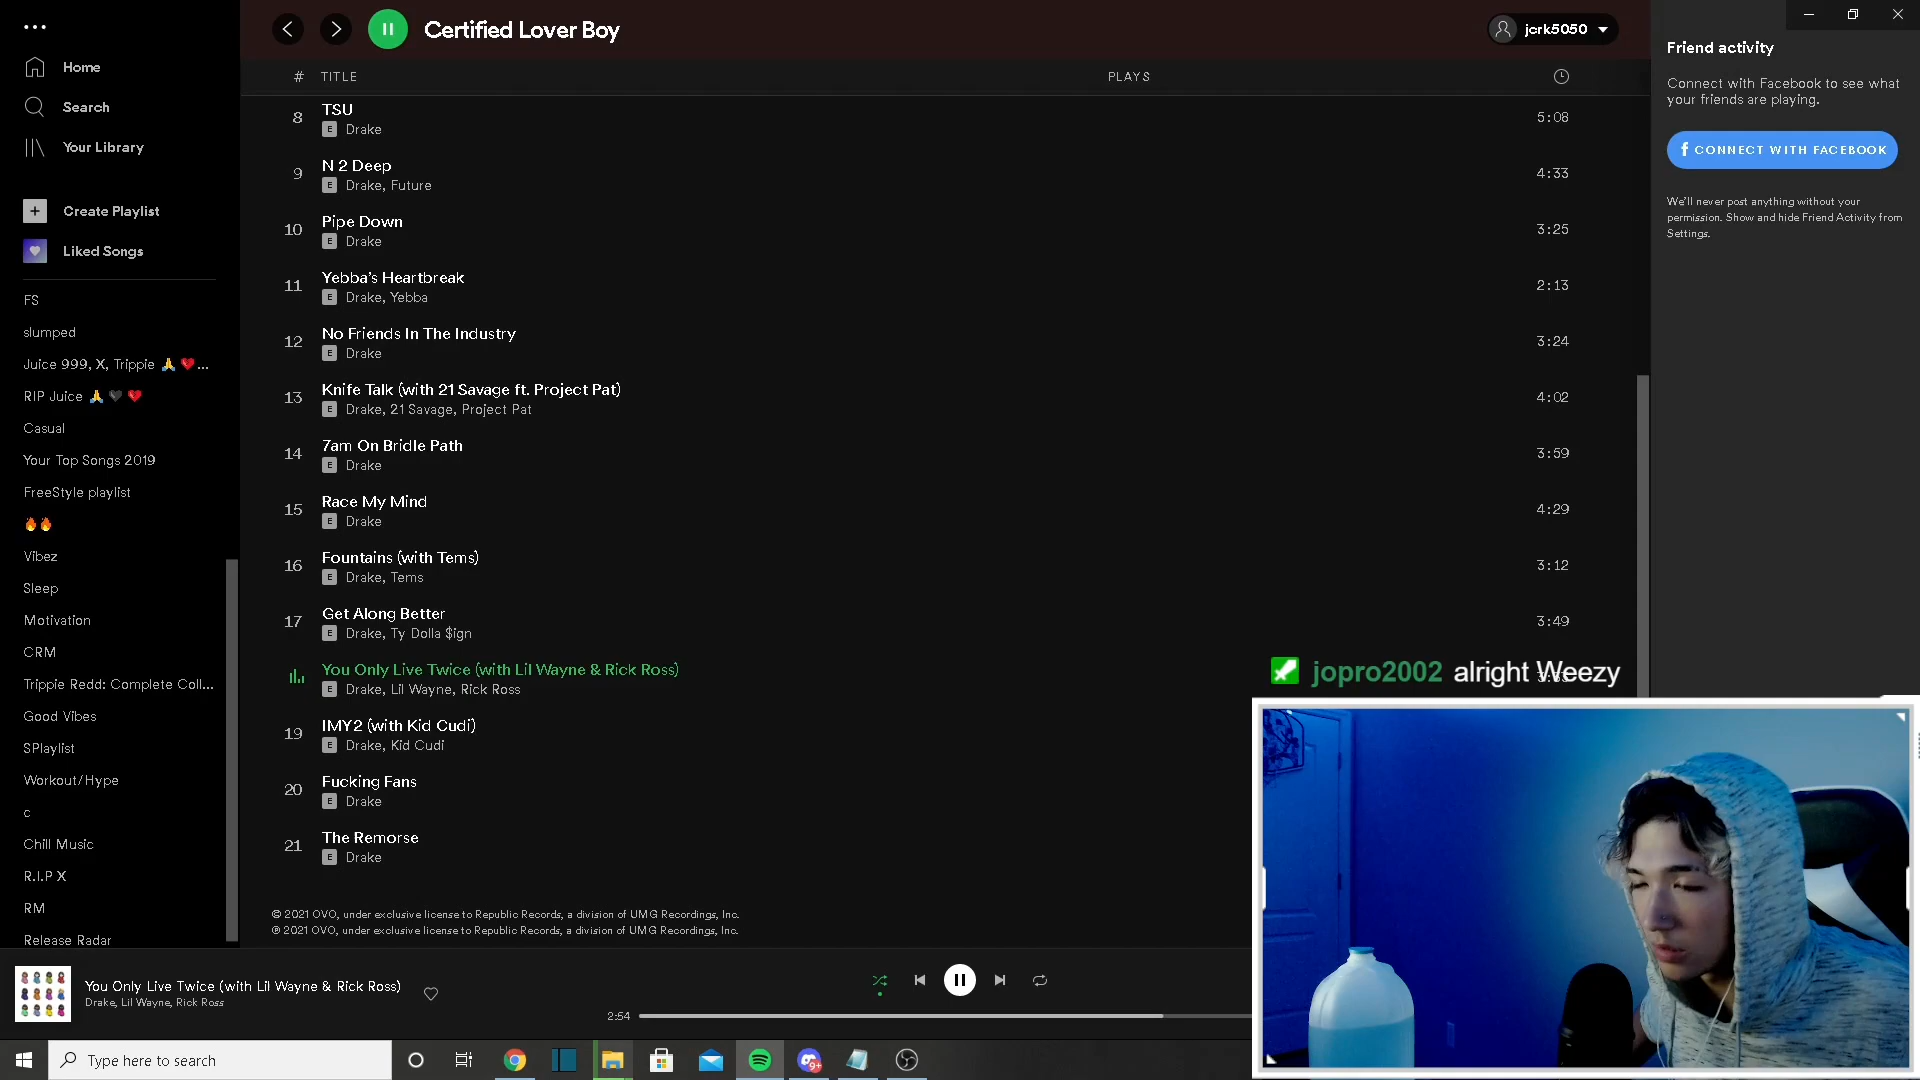 Home
Search
Your Library
Create Playlist
Liked Songs
FS
slumped
Juice 999, X, Trippie 🙏 ❤️...
RIP Juice 🙏 🖤 ❤️
Casual
Your Top Songs 2019
FreeStyle playlist
🔥🔥
Vibez
Sleep
Motivation
CRM
Trippie Redd: Complete Coll...
Good Vibes
SPlaylist
Workout/Hype
c
Chill Music
R.I.P X
RM
Release Radar
Certified Lover Boy
jcrk5050
# TITLE PLAYS
8 TSU 5:08
E Drake
9 N 2 Deep 4:33
E Drake, Future
10 Pipe Down 3:25
E Drake
11 Yebba's Heartbreak 2:13
E Drake, Yebba
12 No Friends In The Industry 3:24
E Drake
13 Knife Talk (with 21 Savage ft. Project Pat) 4:02
E Drake, 21 Savage, Project Pat
14 7am On Bridle Path 3:59
E Drake
15 Race My Mind 4:29
E Drake
16 Fountains (with Tems) 3:12
E Drake, Tems
17 Get Along Better 3:49
E Drake, Ty Dolla $ign
You Only Live Twice (with Lil Wayne & Rick Ross)
E Drake, Lil Wayne, Rick Ross
19 IMY2 (with Kid Cudi)
E Drake, Kid Cudi
20 Fucking Fans
E Drake
21 The Remorse
E Drake
© 2021 OVO, under exclusive license to Republic Records, a division of UMG Recordings, Inc.
℗ 2021 OVO, under exclusive license to Republic Records, a division of UMG Recordings, Inc.
Friend activity
Connect with Facebook to see what
your friends are playing.
f CONNECT WITH FACEBOOK
We'll never post anything without your
permission. Show and hide Friend Activity from
Settings.
jopro2002 alright Weezy
You Only Live Twice (with Lil Wayne & Rick Ross)
Drake, Lil Wayne, Rick Ross
2:54
Type here to search
9+